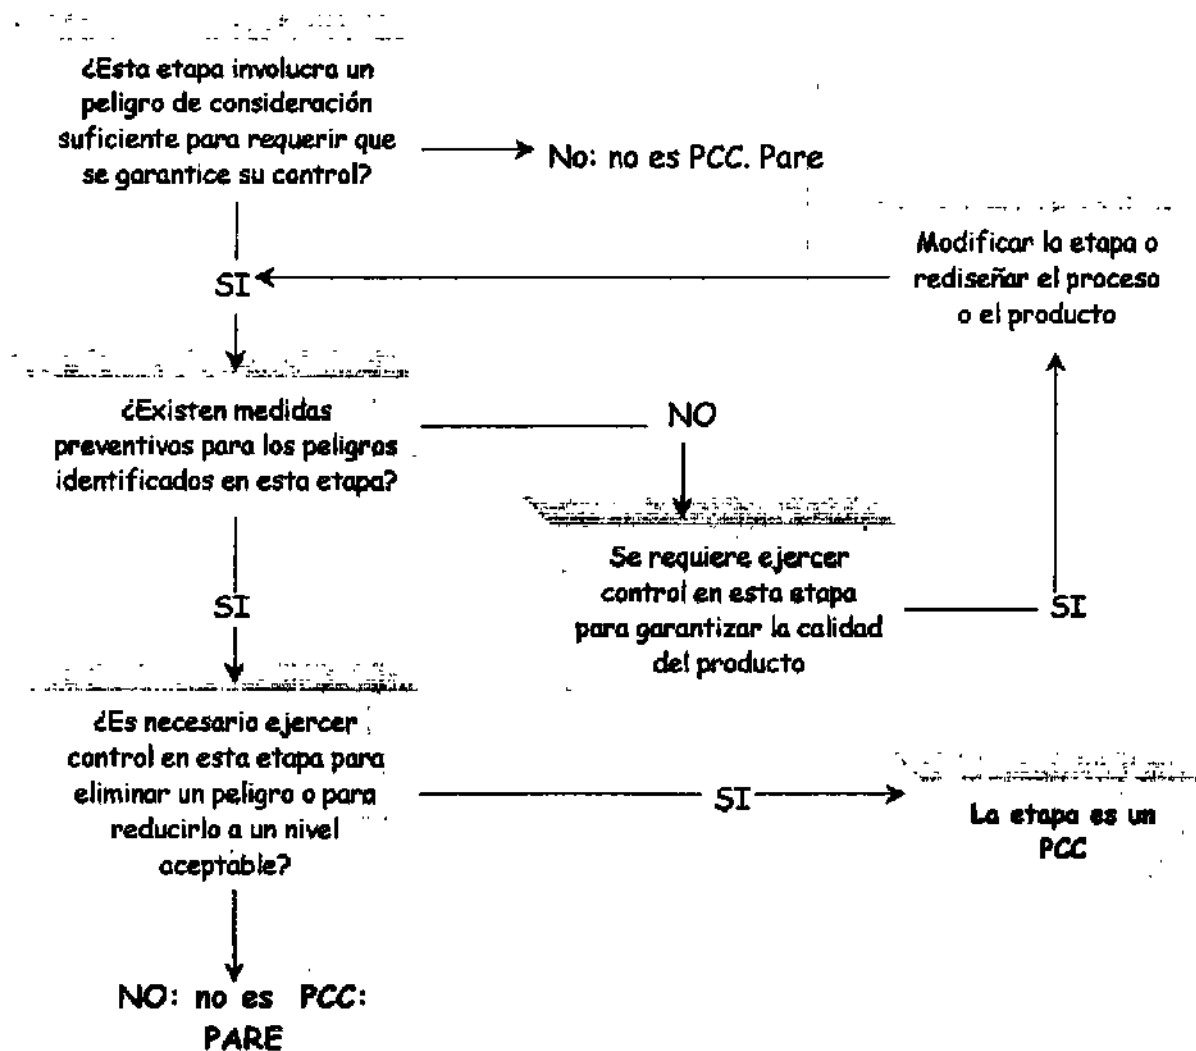 ¿Esta etapa involucra un
peligro de consideración
suficiente para requerir que
se garantice su control?
No: no es PCC. Pare
Modificar la etapa o
rediseñar el proceso
o el producto
SI
¿Existen medidas
preventivas para los peligros
identificados en esta etapa?
NO
Se requiere ejercer
control en esta etapa
para garantizar la calidad
del producto
SI
SI
¿Es necesario ejercer
control en esta etapa para
eliminar un peligro o para
reducirlo a un nivel
aceptable?
SI
La etapa es un
PCC
NO: no es PCC:
PARE